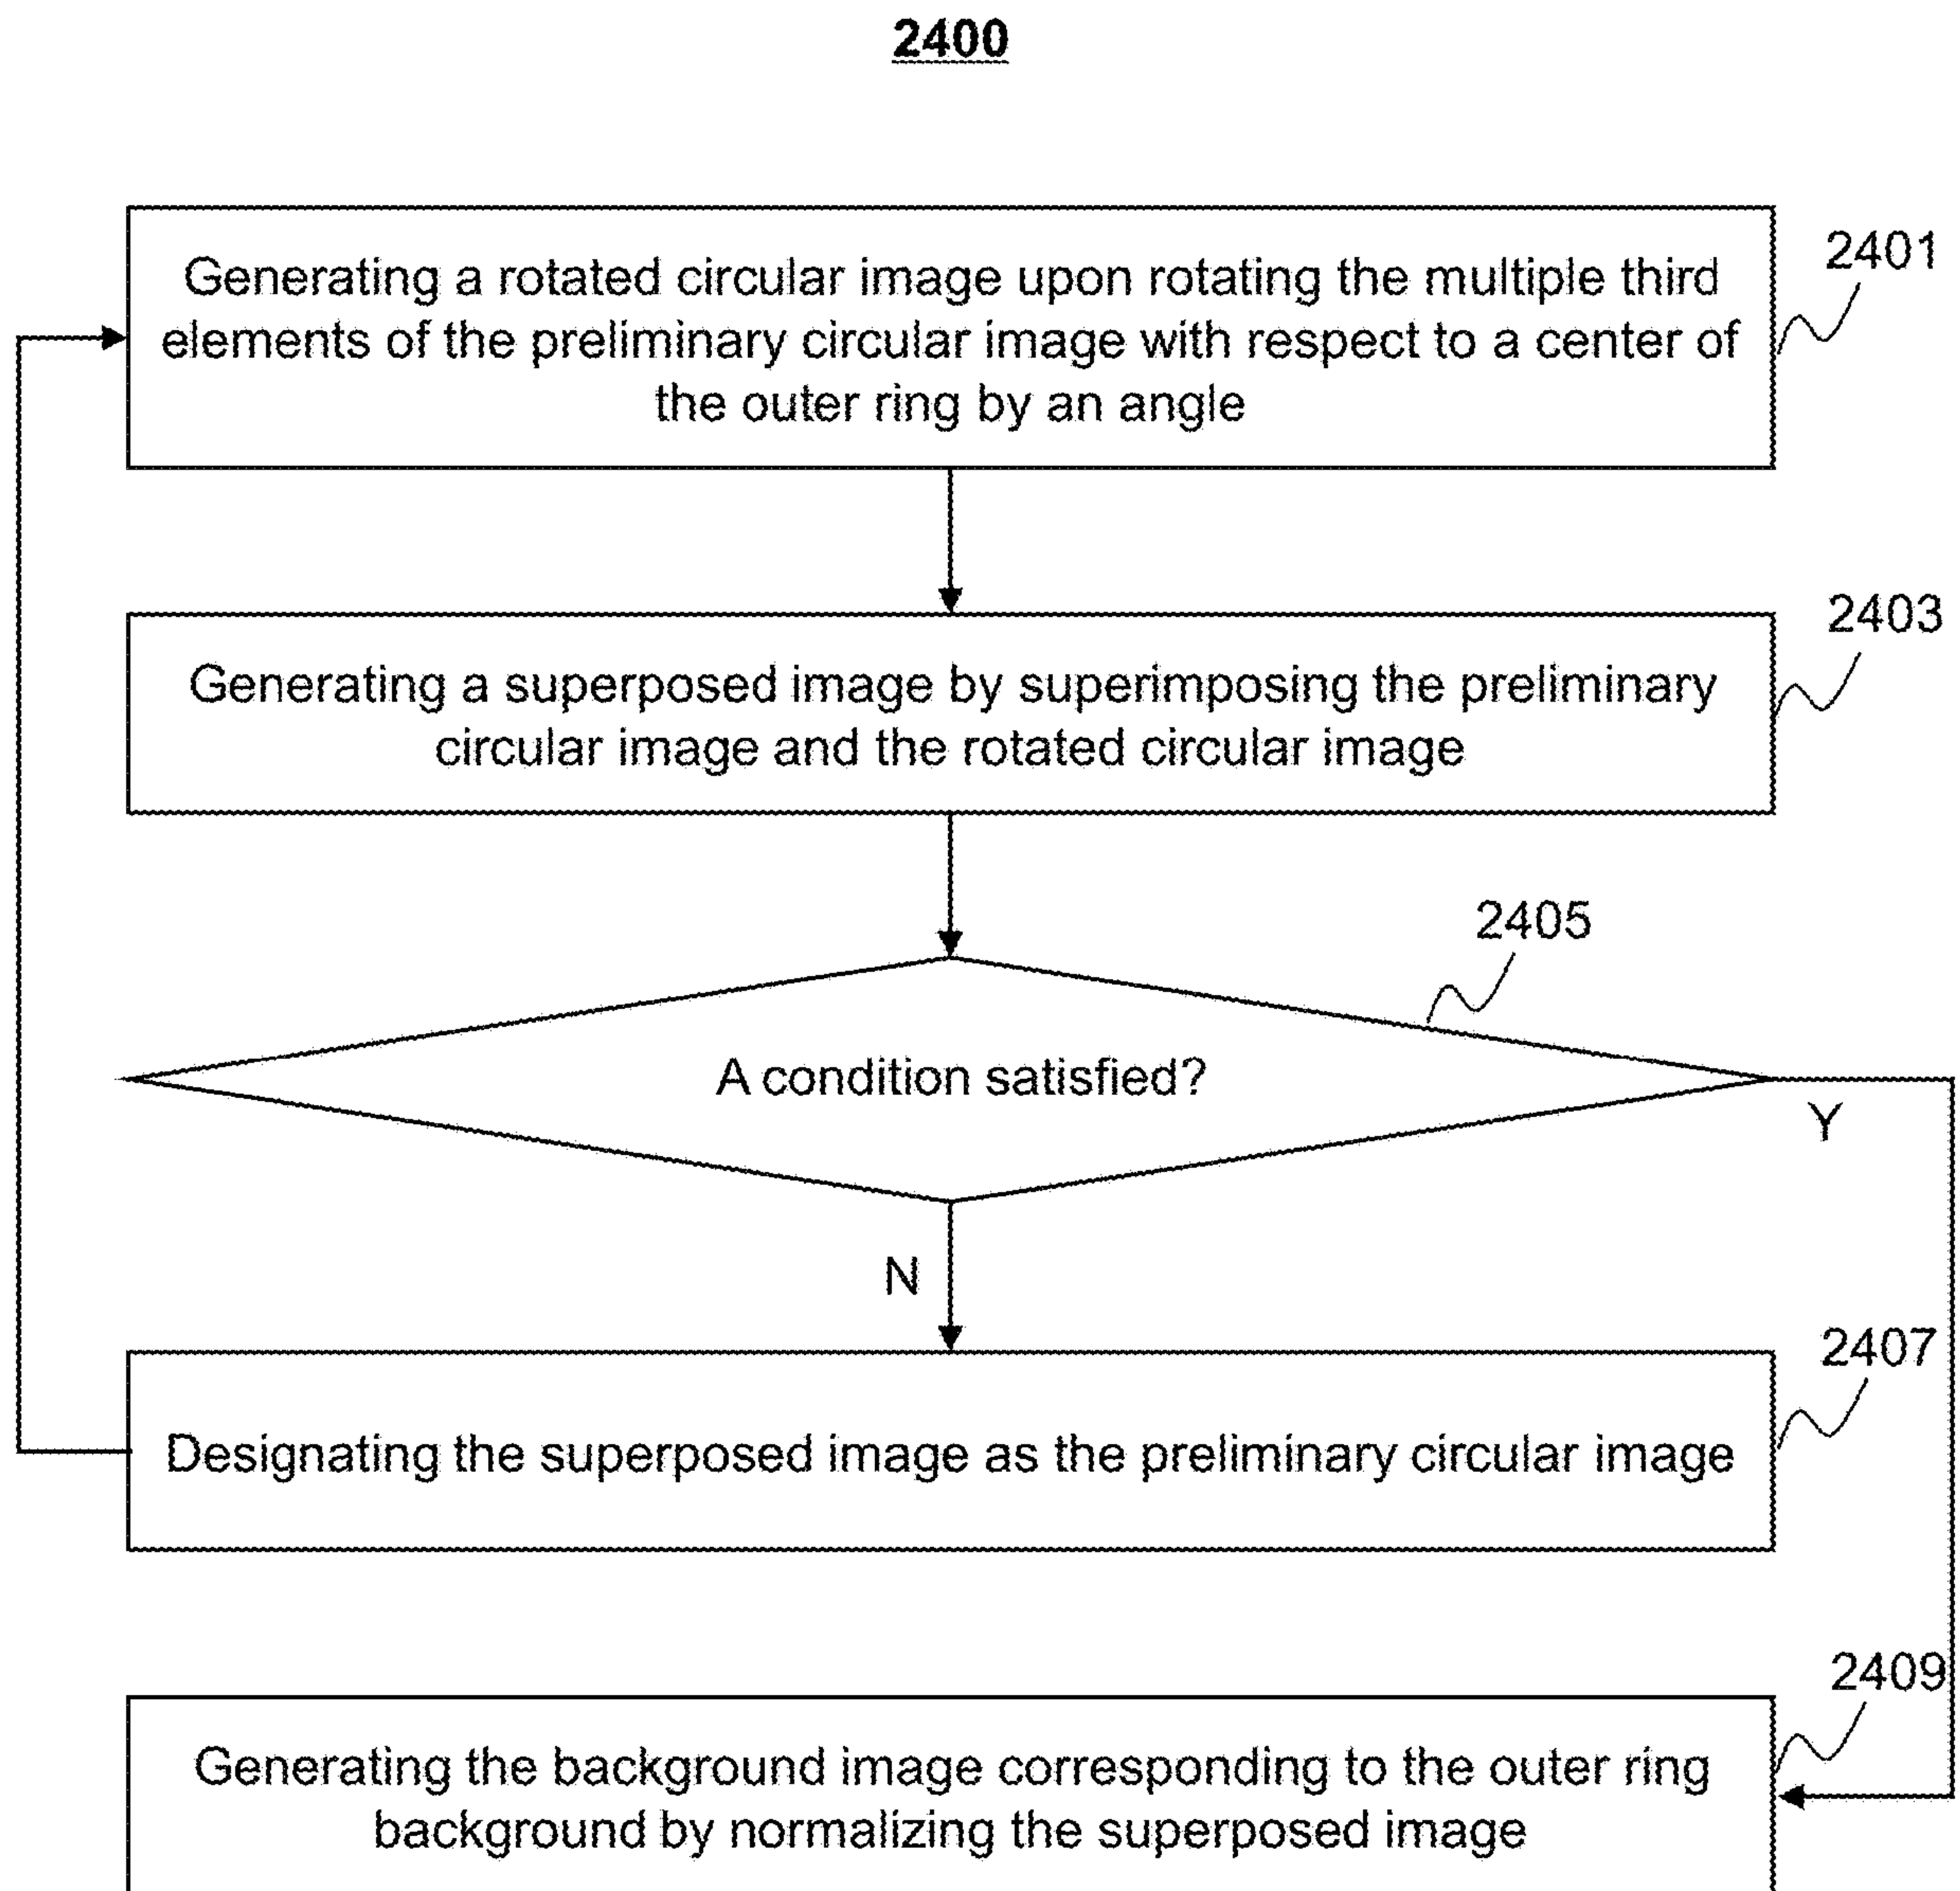 2400
Generating a rotated circular image upon rotating the multiple third
elements of the preliminary circular image with respect to a center of
the outer ring by an angle
2401
Generating a superposed image by superimposing the preliminary
circular image and the rotated circular image
2403
2405
A condition satisfied?
Y
N
2407
Designating the superposed image as the preliminary circular image
2409
Generating the background image corresponding to the outer ring
background by normalizing the superposed image